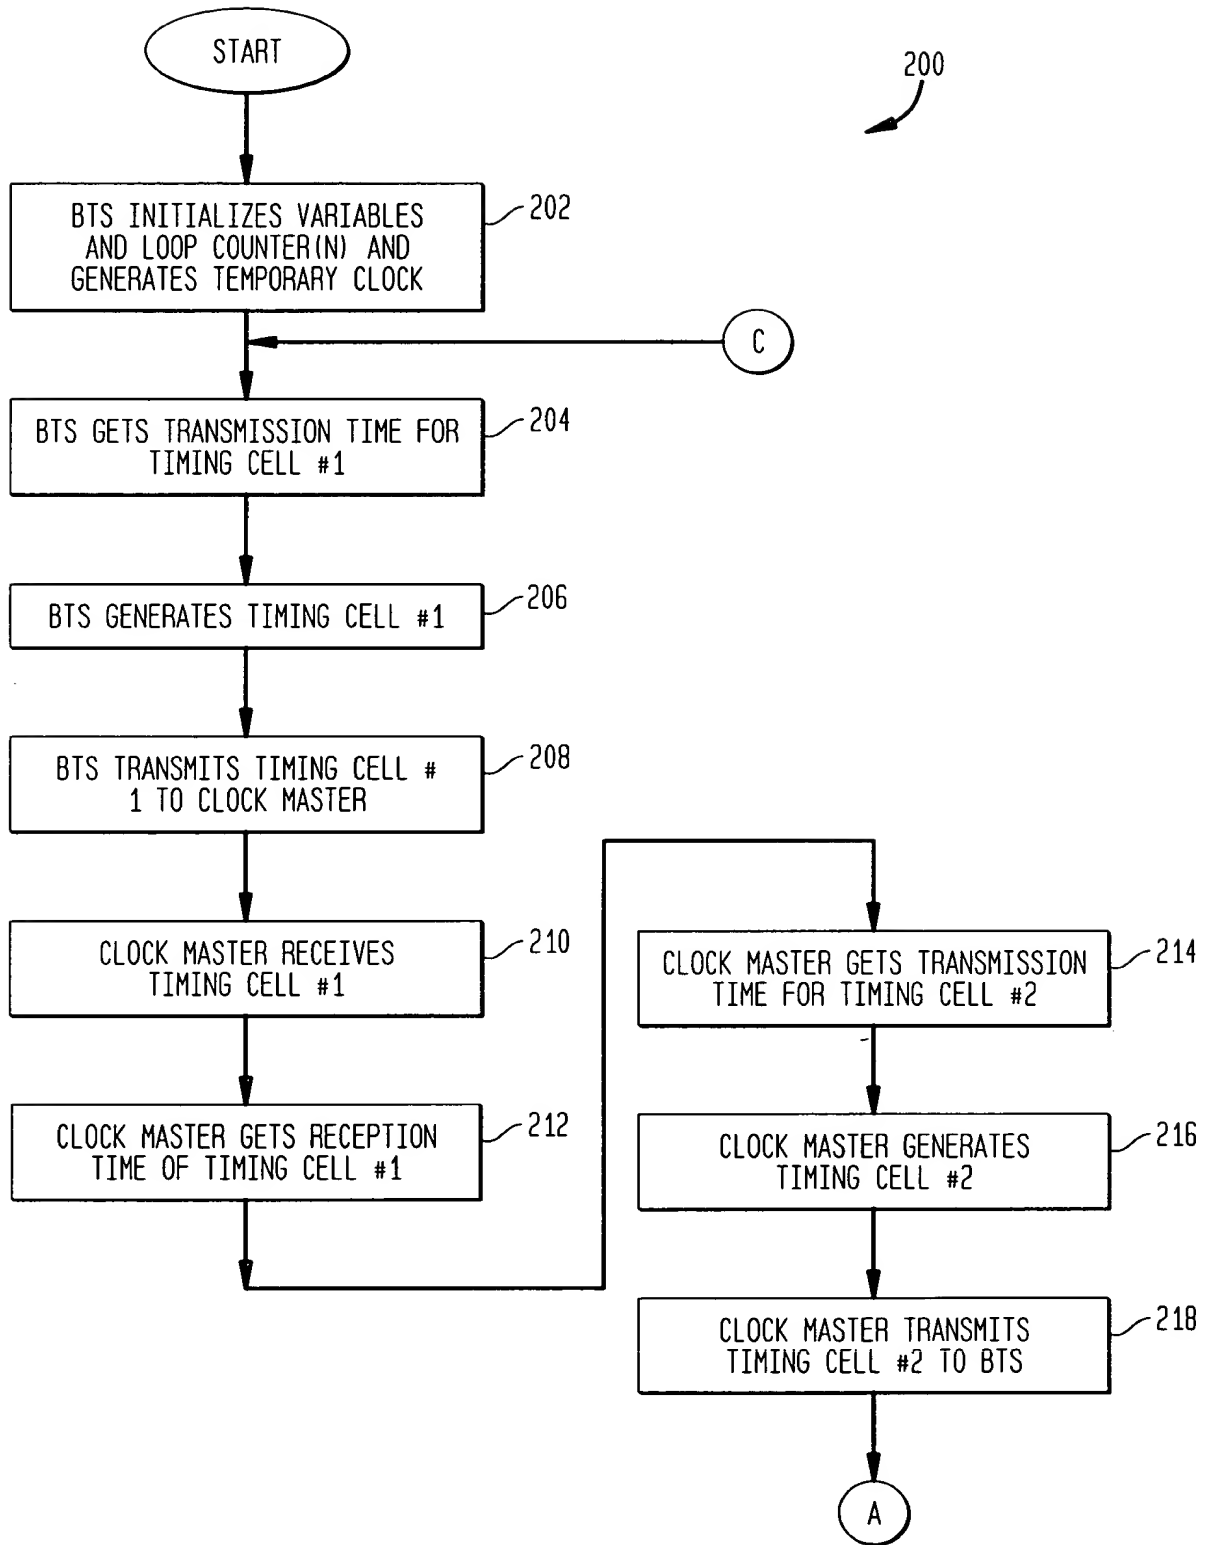 START
200
BTS INITIALIZES VARIABLES
AND LOOP COUNTER(N) AND
GENERATES TEMPORARY CLOCK
202
C
BTS GETS TRANSMISSION TIME FOR
TIMING CELL #1
204
BTS GENERATES TIMING CELL #1
206
BTS TRANSMITS TIMING CELL #
1 TO CLOCK MASTER
208
CLOCK MASTER RECEIVES
TIMING CELL #1
210
CLOCK MASTER GETS RECEPTION
TIME OF TIMING CELL #1
212
CLOCK MASTER GETS TRANSMISSION
TIME FOR TIMING CELL #2
214
CLOCK MASTER GENERATES
TIMING CELL #2
216
CLOCK MASTER TRANSMITS
TIMING CELL #2 TO BTS
218
A